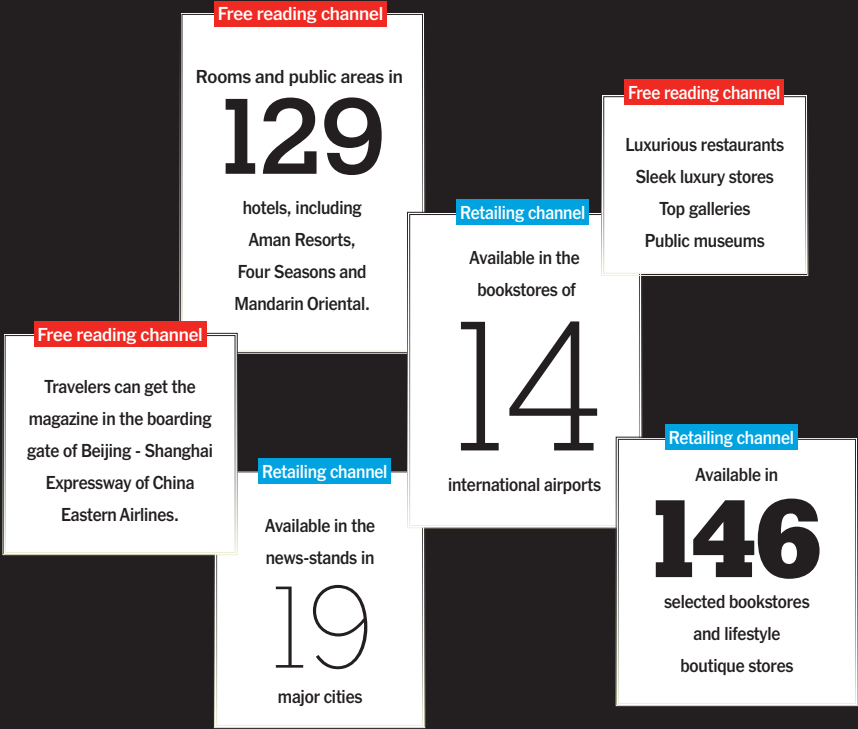 Free reading channel
Rooms and public areas in
129
hotels, including
Aman Resorts,
Four Seasons and
Mandarin Oriental.
Free reading channel
Luxurious restaurants
Sleek luxury stores
Top galleries
Public museums
Retailing channel
Available in the
bookstores of
14
international airports
Free reading channel
Travelers can get the
magazine in the boarding
gate of Beijing - Shanghai
Expressway of China
Eastern Airlines.
Retailing channel
Available in the
news-stands in
19
major cities
Retailing channel
Available in
146
selected bookstores
and lifestyle
boutique stores